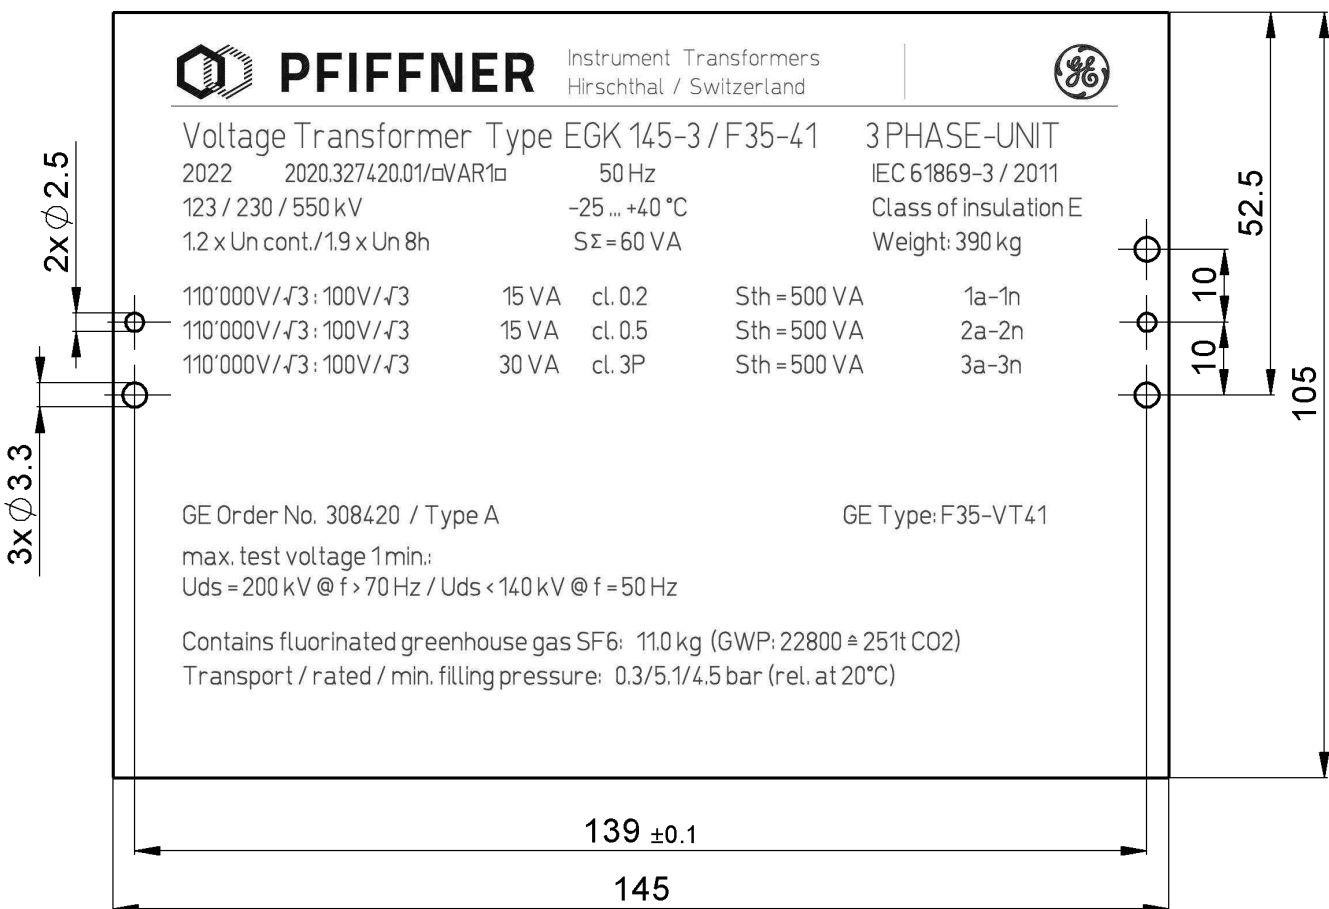 PFIFFNER Instrument Transformers
Hirschthal / Switzerland
GE
Voltage Transformer Type EGK 145-3 / F35-41 3 PHASE-UNIT
2022 2020.327420.01/□VAR1□ 50 Hz IEC 61869-3 / 2011
123 / 230 / 550 kV -25 ... +40 °C Class of insulation E
1.2 x Un cont./1.9 x Un 8h SΣ = 60 VA Weight: 390 kg
110'000V/√3 : 100V/√3 15 VA cl. 0.2 Sth = 500 VA 1a-1n
110'000V/√3 : 100V/√3 15 VA cl. 0.5 Sth = 500 VA 2a-2n
110'000V/√3 : 100V/√3 30 VA cl. 3P Sth = 500 VA 3a-3n
GE Order No. 308420 / Type A GE Type: F35-VT41
max. test voltage 1 min.:
Uds = 200 kV @ f > 70 Hz / Uds < 140 kV @ f = 50 Hz
Contains fluorinated greenhouse gas SF6: 11.0 kg (GWP: 22800 ≙ 251t CO2)
Transport / rated / min. filling pressure: 0.3/5.1/4.5 bar (rel. at 20°C)
2x ∅ 2.5
3x ∅ 3.3
10
10
52.5
105
139 ±0.1
145